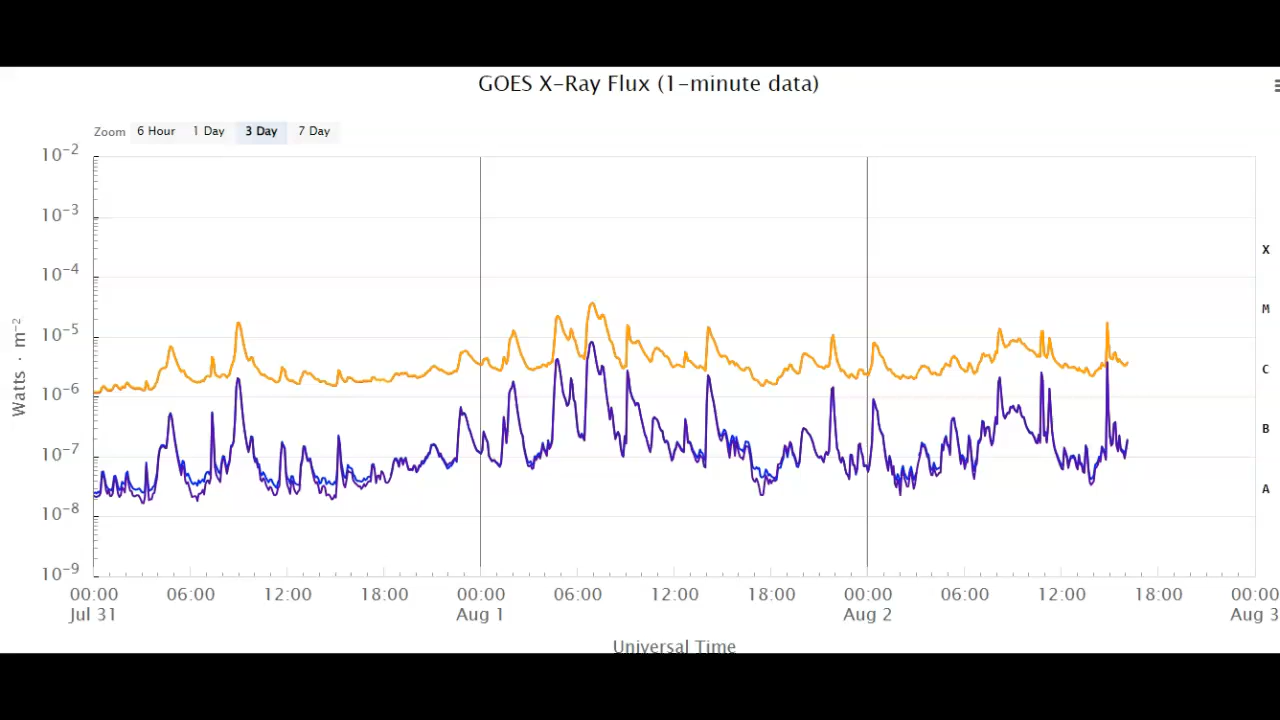 GOES X-Ray Flux (1-minute data)
Zoom 6 Hour 1 Day 3 Day 7 Day
10⁻²
10⁻³
10⁻⁴
10⁻⁵
10⁻⁶
10⁻⁷
10⁻⁸
10⁻⁹
Watts · m⁻²
X
M
C
B
A
00:00 06:00 12:00 18:00 00:00 06:00 12:00 18:00 00:00 06:00 12:00 18:00 00:00
Jul 31 Aug 1 Aug 2 Aug 3
Universal Time